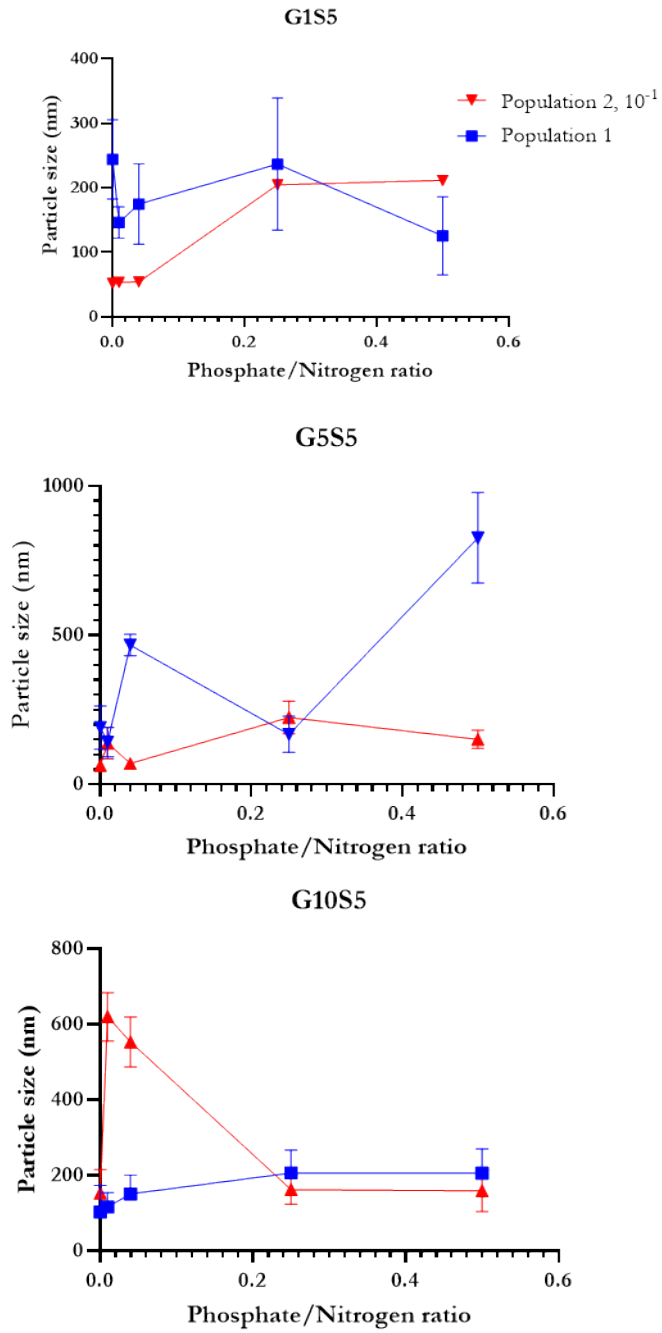 G1S5
400
300
200
100
0
Particle size (nm)
0.0 0.2 0.4 0.6
Phosphate/Nitrogen ratio
Population 2, 10⁻¹
Population 1
G5S5
1000
500
0
Particle size (nm)
0.0 0.2 0.4 0.6
Phosphate/Nitrogen ratio
G10S5
800
600
400
200
0
Particle size (nm)
0.0 0.2 0.4 0.6
Phosphate/Nitrogen ratio